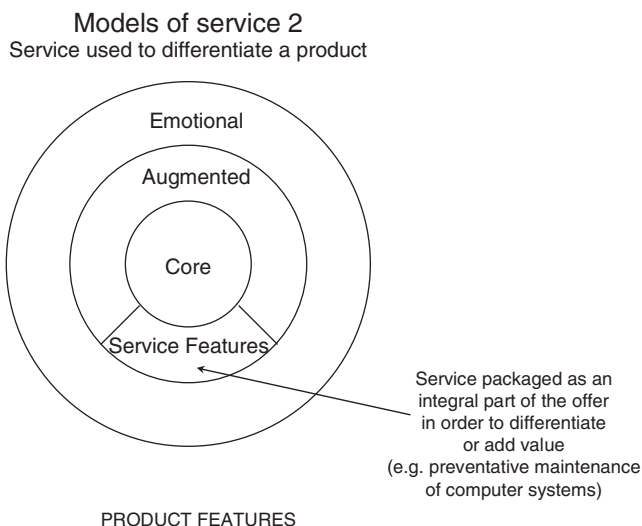 Models of service 2
Service used to differentiate a product
Emotional
Augmented
Core
Service Features
Service packaged as an
integral part of the offer
in order to differentiate
or add value
(e.g. preventative maintenance
of computer systems)
PRODUCT FEATURES